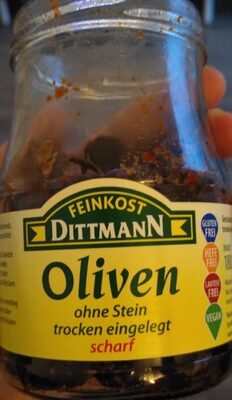 FEINKOST
DITTMANN
Oliven
ohne Stein
trocken eingelegt
scharf
GLUTEN
FREI
HEFE
FREI
LAKTOSE
FREI
VEGAN